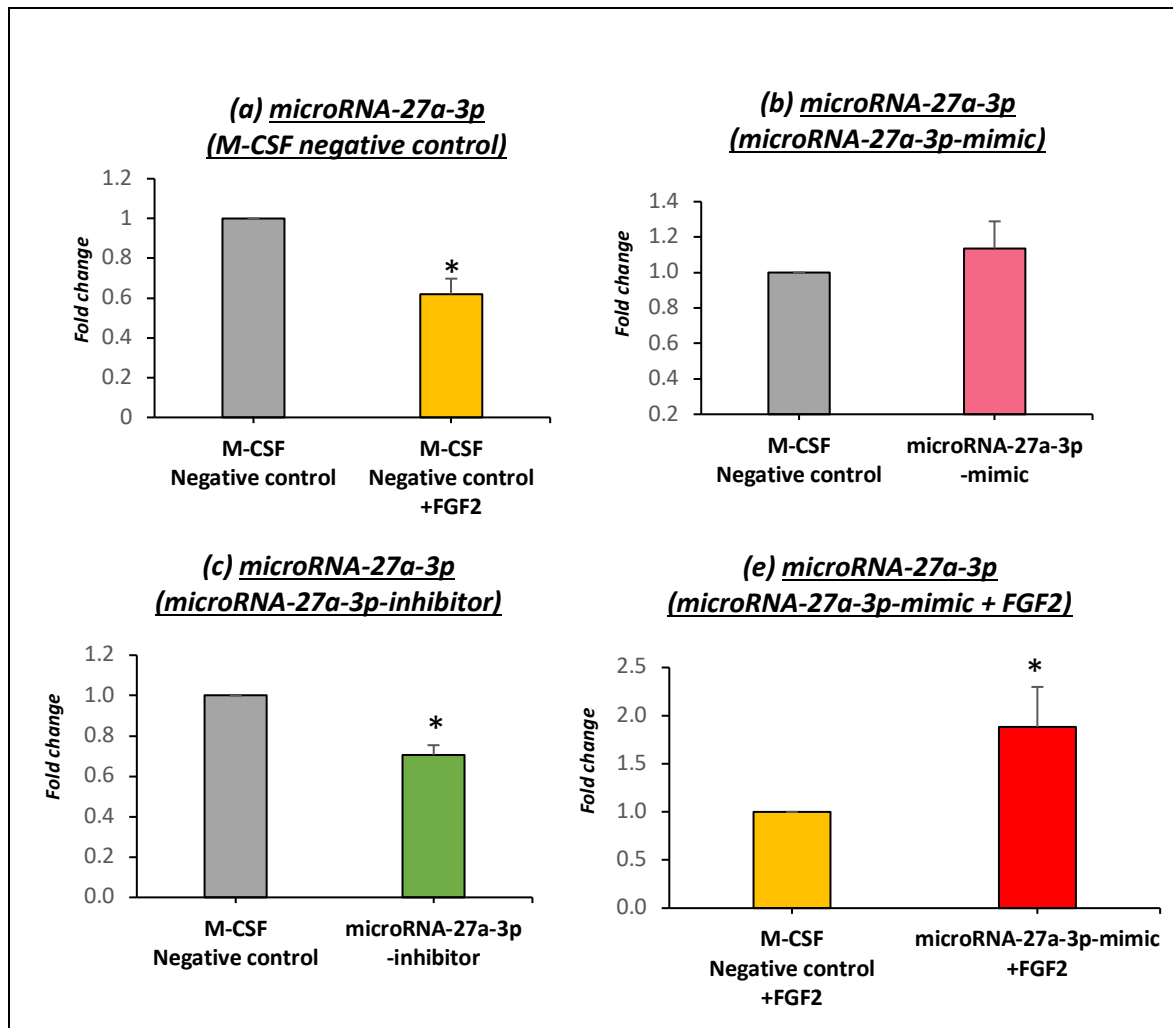 (a) microRNA-27a-3p
(M-CSF negative control)
1.2
1
0.8
0.6
0.4
0.2
0
Fold change
*
M-CSF
Negative control
M-CSF
Negative control
+FGF2
(b) microRNA-27a-3p
(microRNA-27a-3p-mimic)
1.4
1.2
1.0
0.8
0.6
0.4
0.2
Fold change
M-CSF
Negative control
microRNA-27a-3p
-mimic
(c) microRNA-27a-3p
(microRNA-27a-3p-inhibitor)
1.2
1.0
0.8
0.6
0.4
0.2
0.0
Fold change
*
M-CSF
Negative control
microRNA-27a-3p
-inhibitor
(e) microRNA-27a-3p
(microRNA-27a-3p-mimic + FGF2)
2.5
2.0
1.5
1.0
0.5
0.0
Fold change
*
M-CSF
Negative control
+FGF2
microRNA-27a-3p-mimic
+FGF2